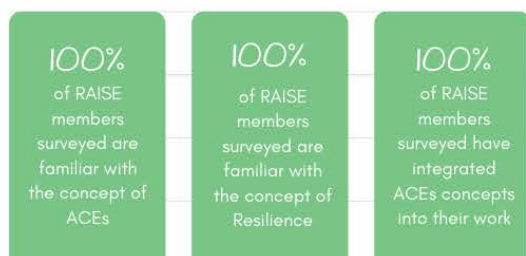 100%
of RAISE
members
surveyed are
familiar with
the concept of
ACEs
100%
of RAISE
members
surveyed are
familiar with
the concept of
Resilience
100%
of RAISE
members
surveyed have
integrated
ACEs concepts
into their work